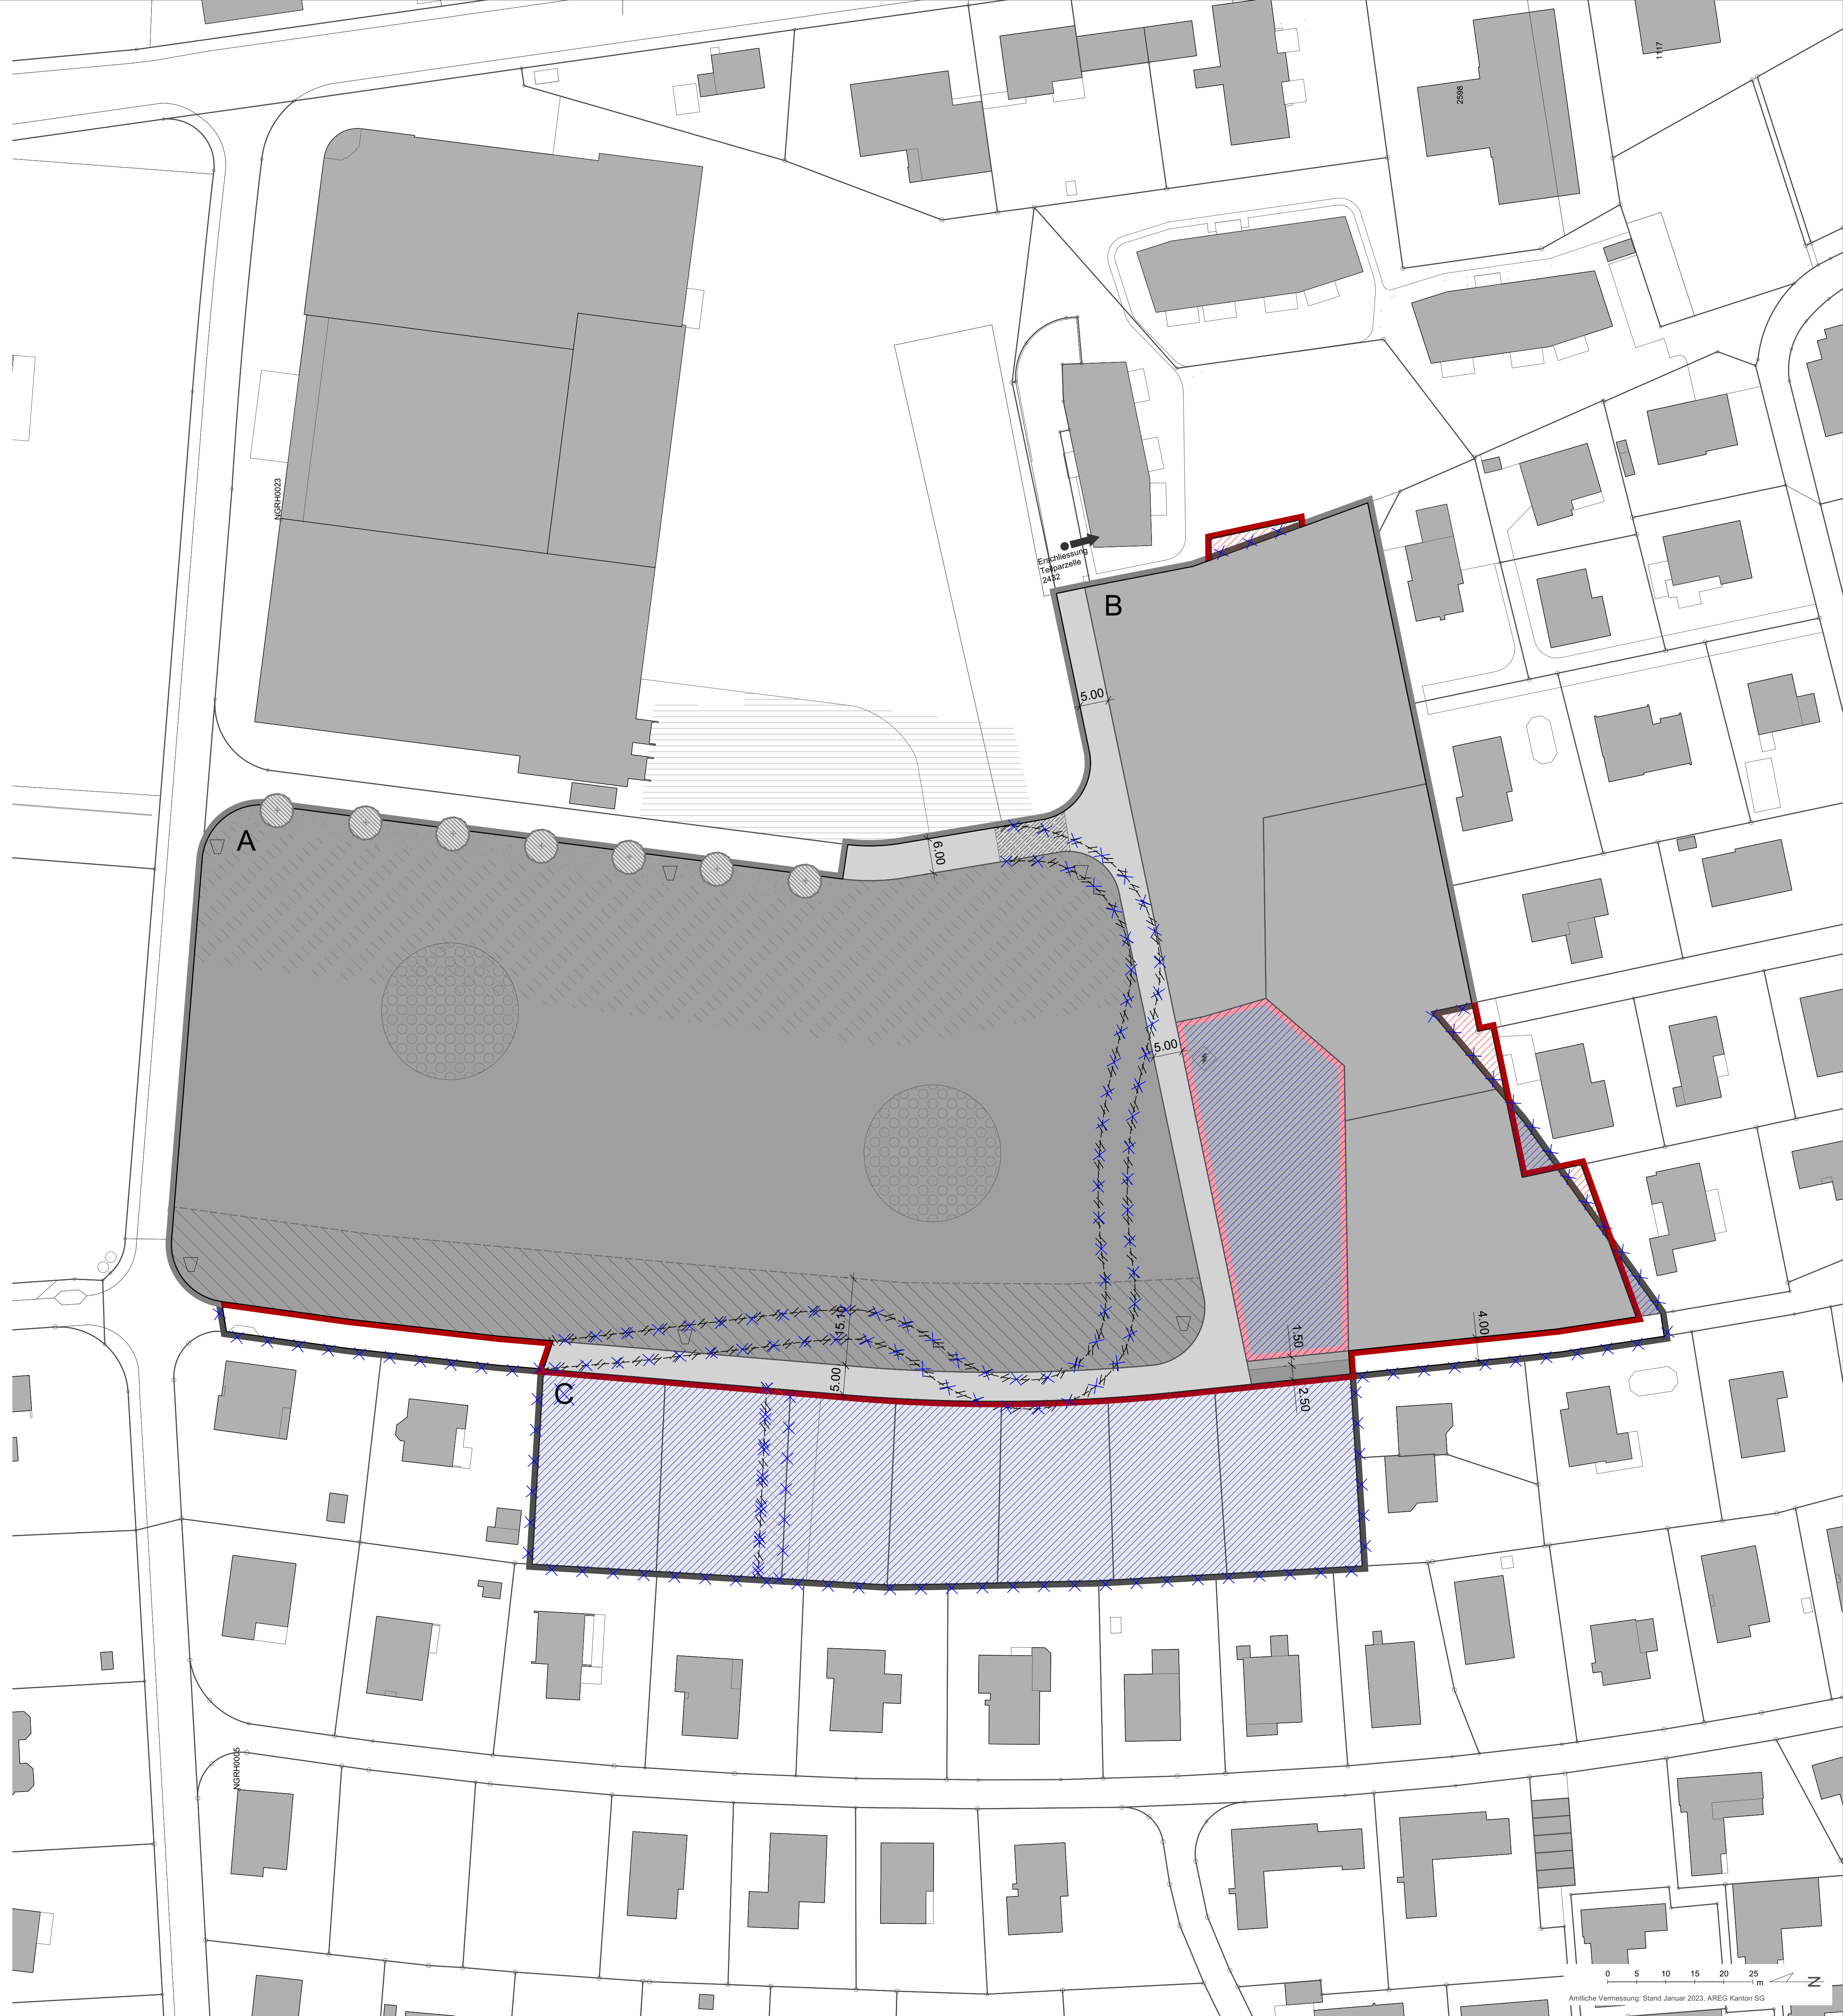 1117
2598
NGRH0023
Erschliessung
Teilparzelle
2432
B
5.00
A
6.00
5.00
15.10
1.50
4.00
5.00
2.50
C
NGRH0005
0 5 10 15 20 25
m
N
Amtliche Vermessung: Stand Januar 2023, AREG Kanton SG